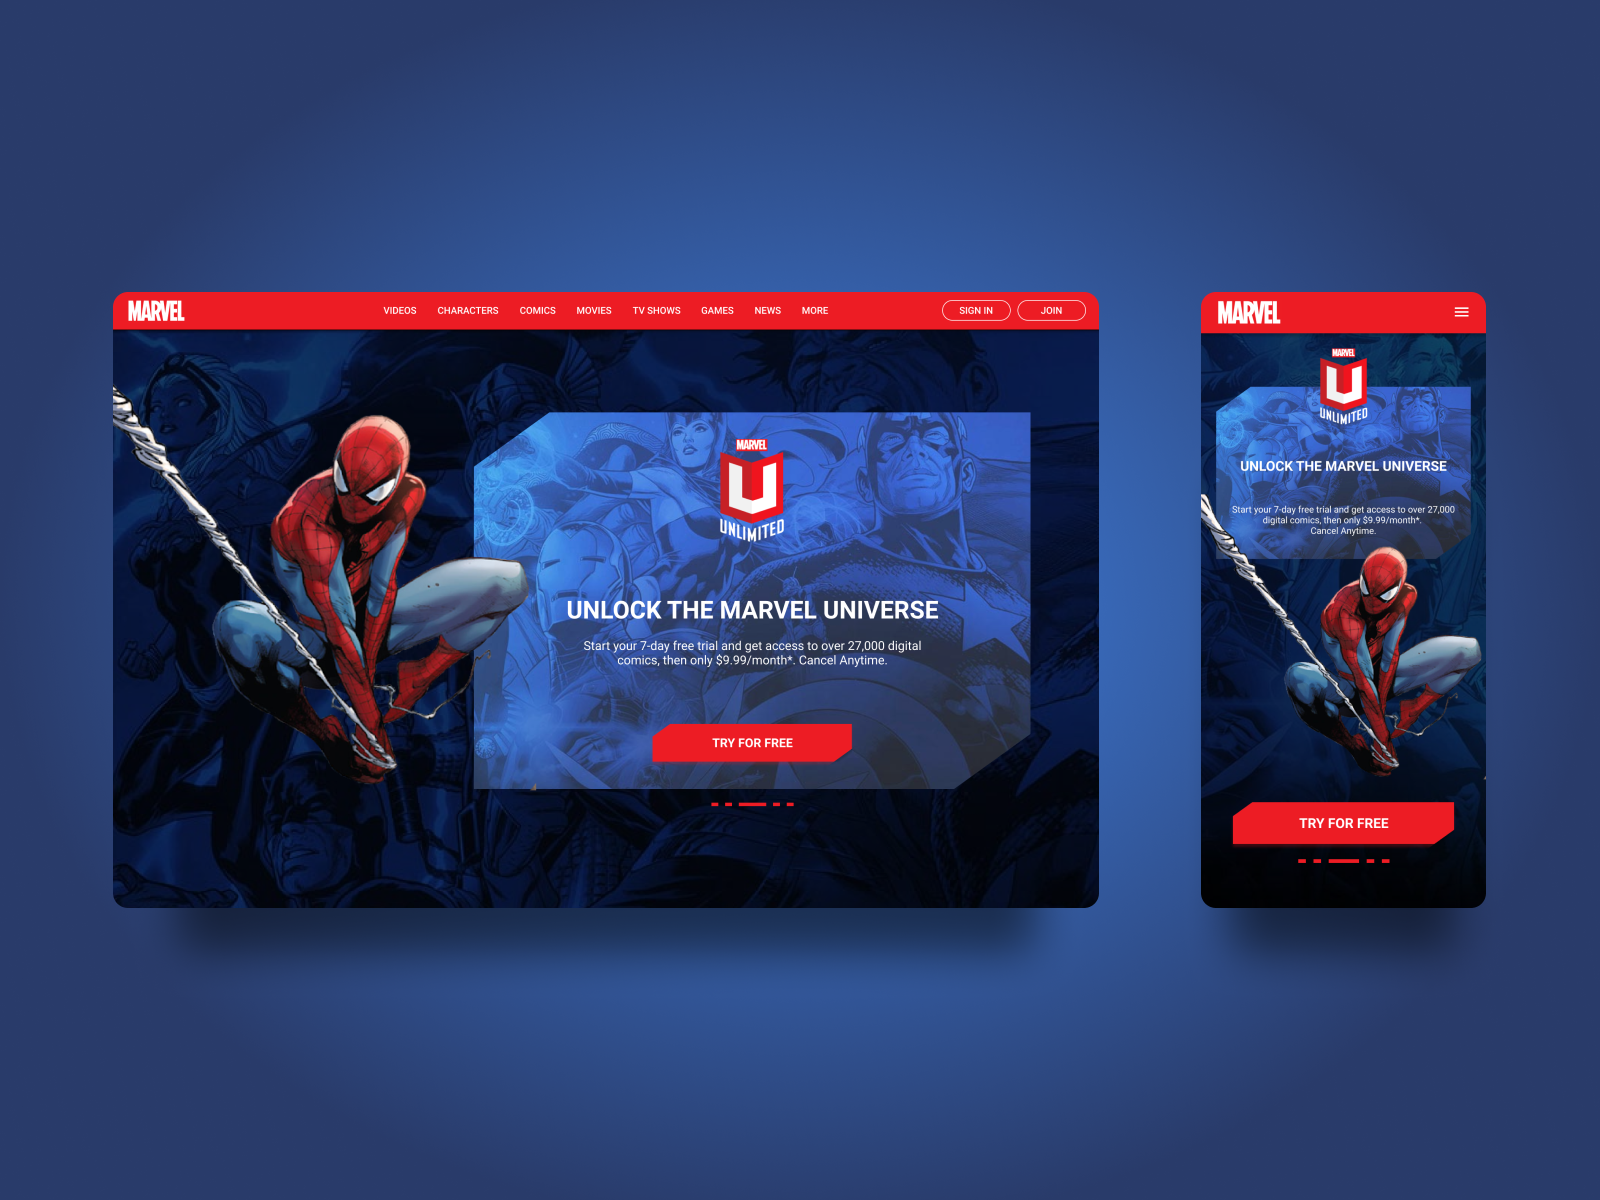 MARVEL
VIDEOS CHARACTERS COMICS MOVIES TV SHOWS GAMES NEWS MORE
SIGN IN JOIN
MARVEL
U
UNLIMITED
UNLOCK THE MARVEL UNIVERSE
Start your 7-day free trial and get access to over 27,000 digital
comics, then only $9.99/month*. Cancel Anytime.
TRY FOR FREE
MARVEL
MARVEL
U
UNLIMITED
UNLOCK THE MARVEL UNIVERSE
Start your 7-day free trial and get access to over 27,000
digital comics, then only $9.99/month*.
Cancel Anytime.
TRY FOR FREE